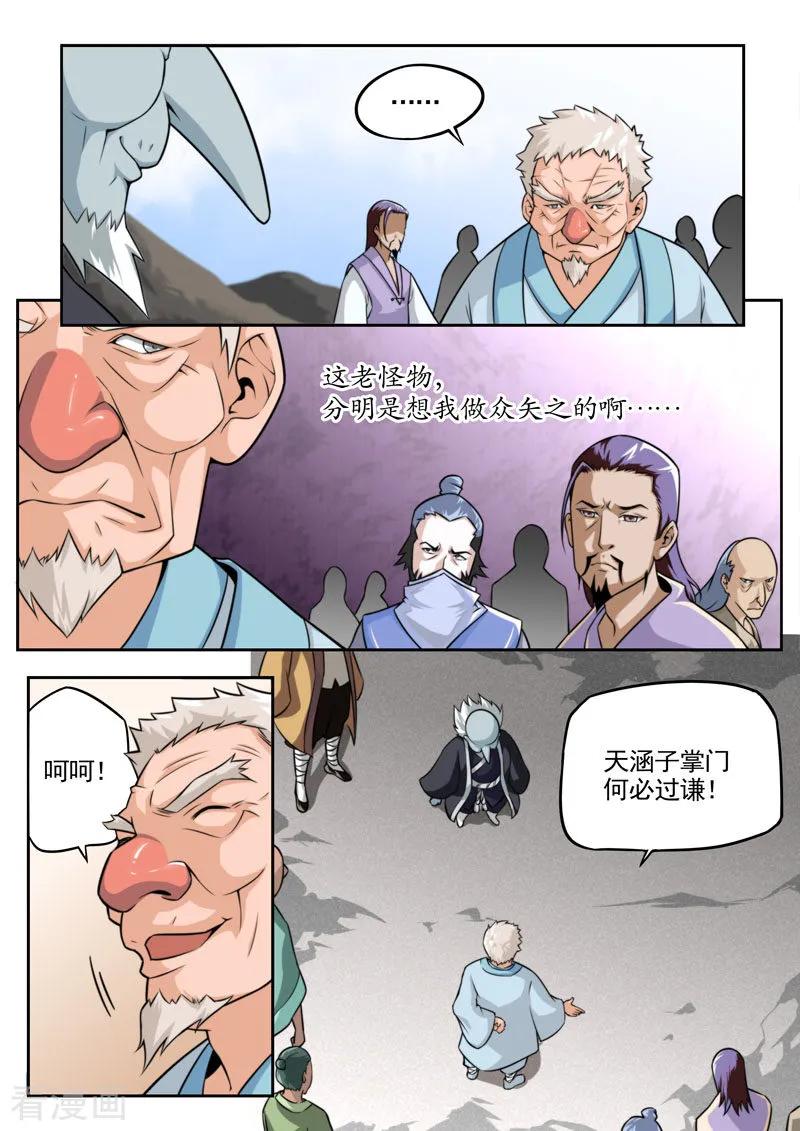 ……
这老怪物，
分明是想我做众矢之的啊……
呵呵！
天涵子掌门
何必过谦！
看漫画